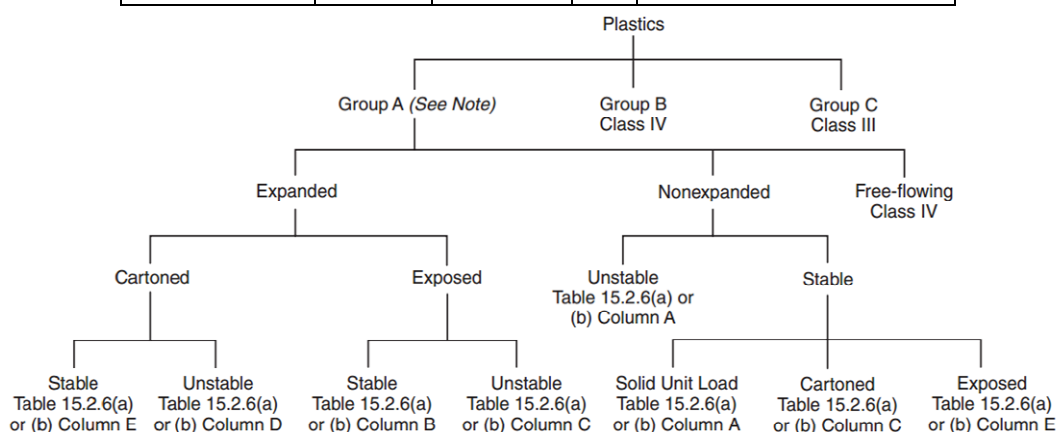 Plastics
Group A (See Note)
Group B
Class IV
Group C
Class III
Expanded
Nonexpanded
Free-flowing
Class IV
Cartoned
Exposed
Unstable
Table 15.2.6(a) or
(b) Column A
Stable
Stable
Table 15.2.6(a)
or (b) Column E
Unstable
Table 15.2.6(a)
or (b) Column D
Stable
Table 15.2.6(a)
or (b) Column B
Unstable
Table 15.2.6(a)
or (b) Column C
Solid Unit Load
Table 15.2.6(a)
or (b) Column A
Cartoned
Table 15.2.6(a)
or (b) Column C
Exposed
Table 15.2.6(a)
or (b) Column E